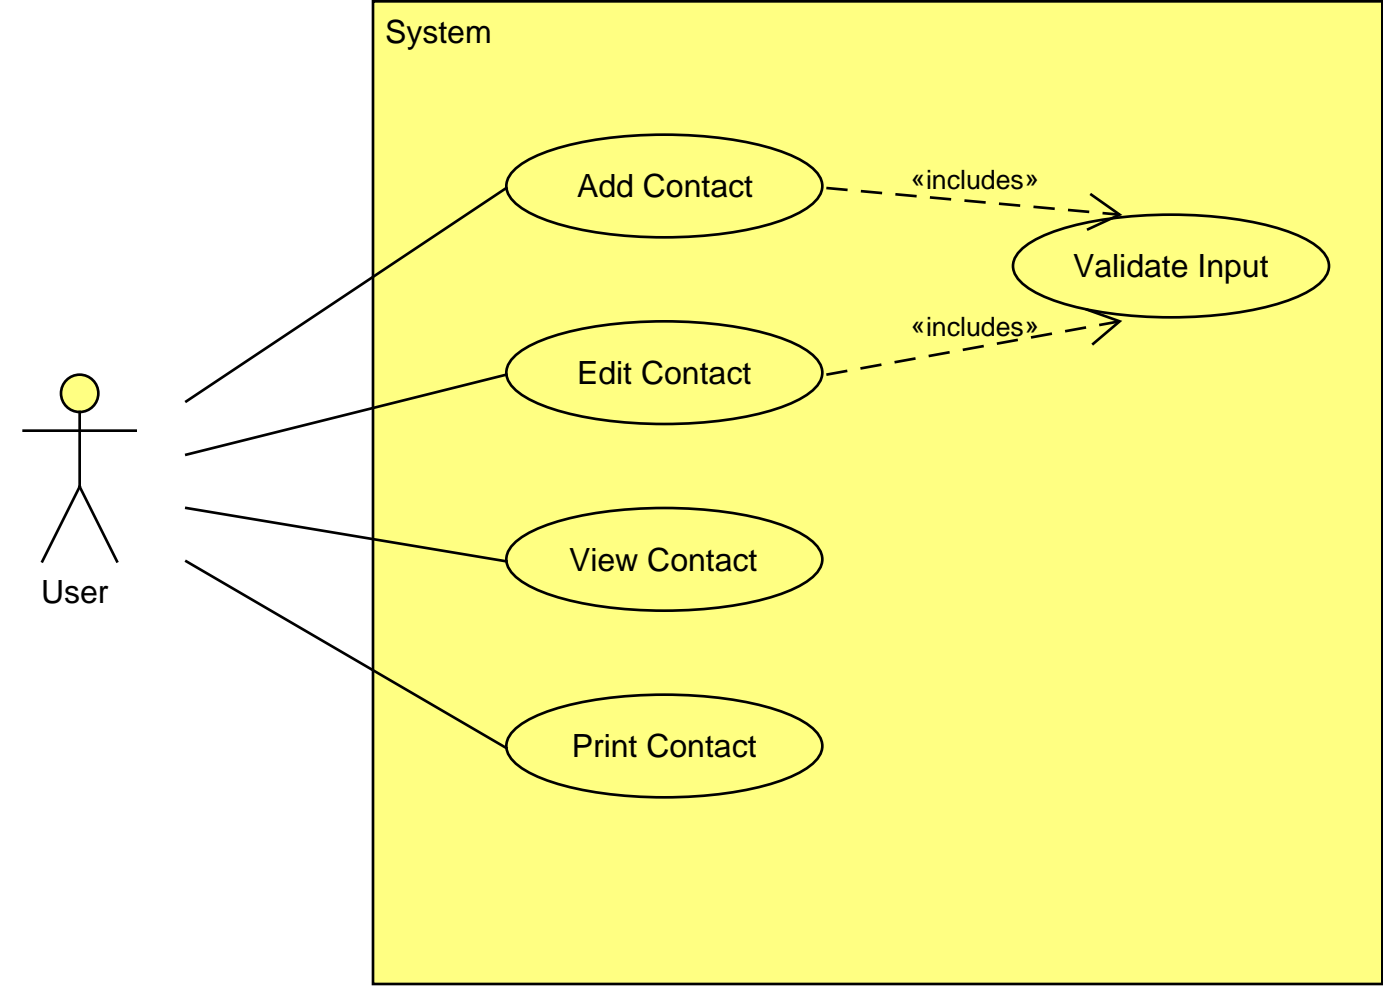 System
Add Contact
«includes»
Validate Input
«includes»
Edit Contact
View Contact
User
Print Contact